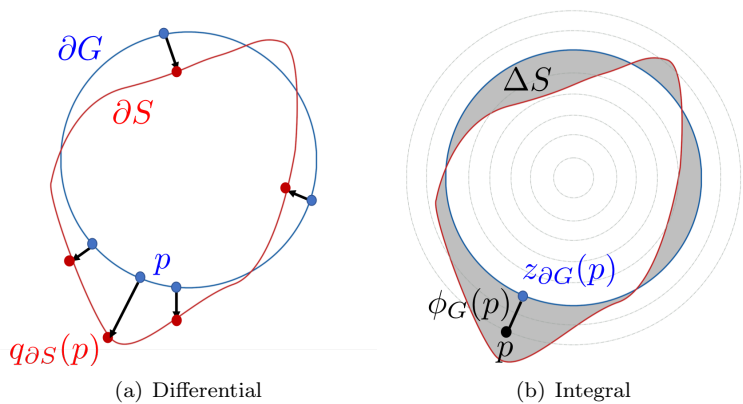 ∂G
∂S
p
q∂S(p)
(a) Differential
ΔS
z∂G(p)
ϕG(p)
p
(b) Integral